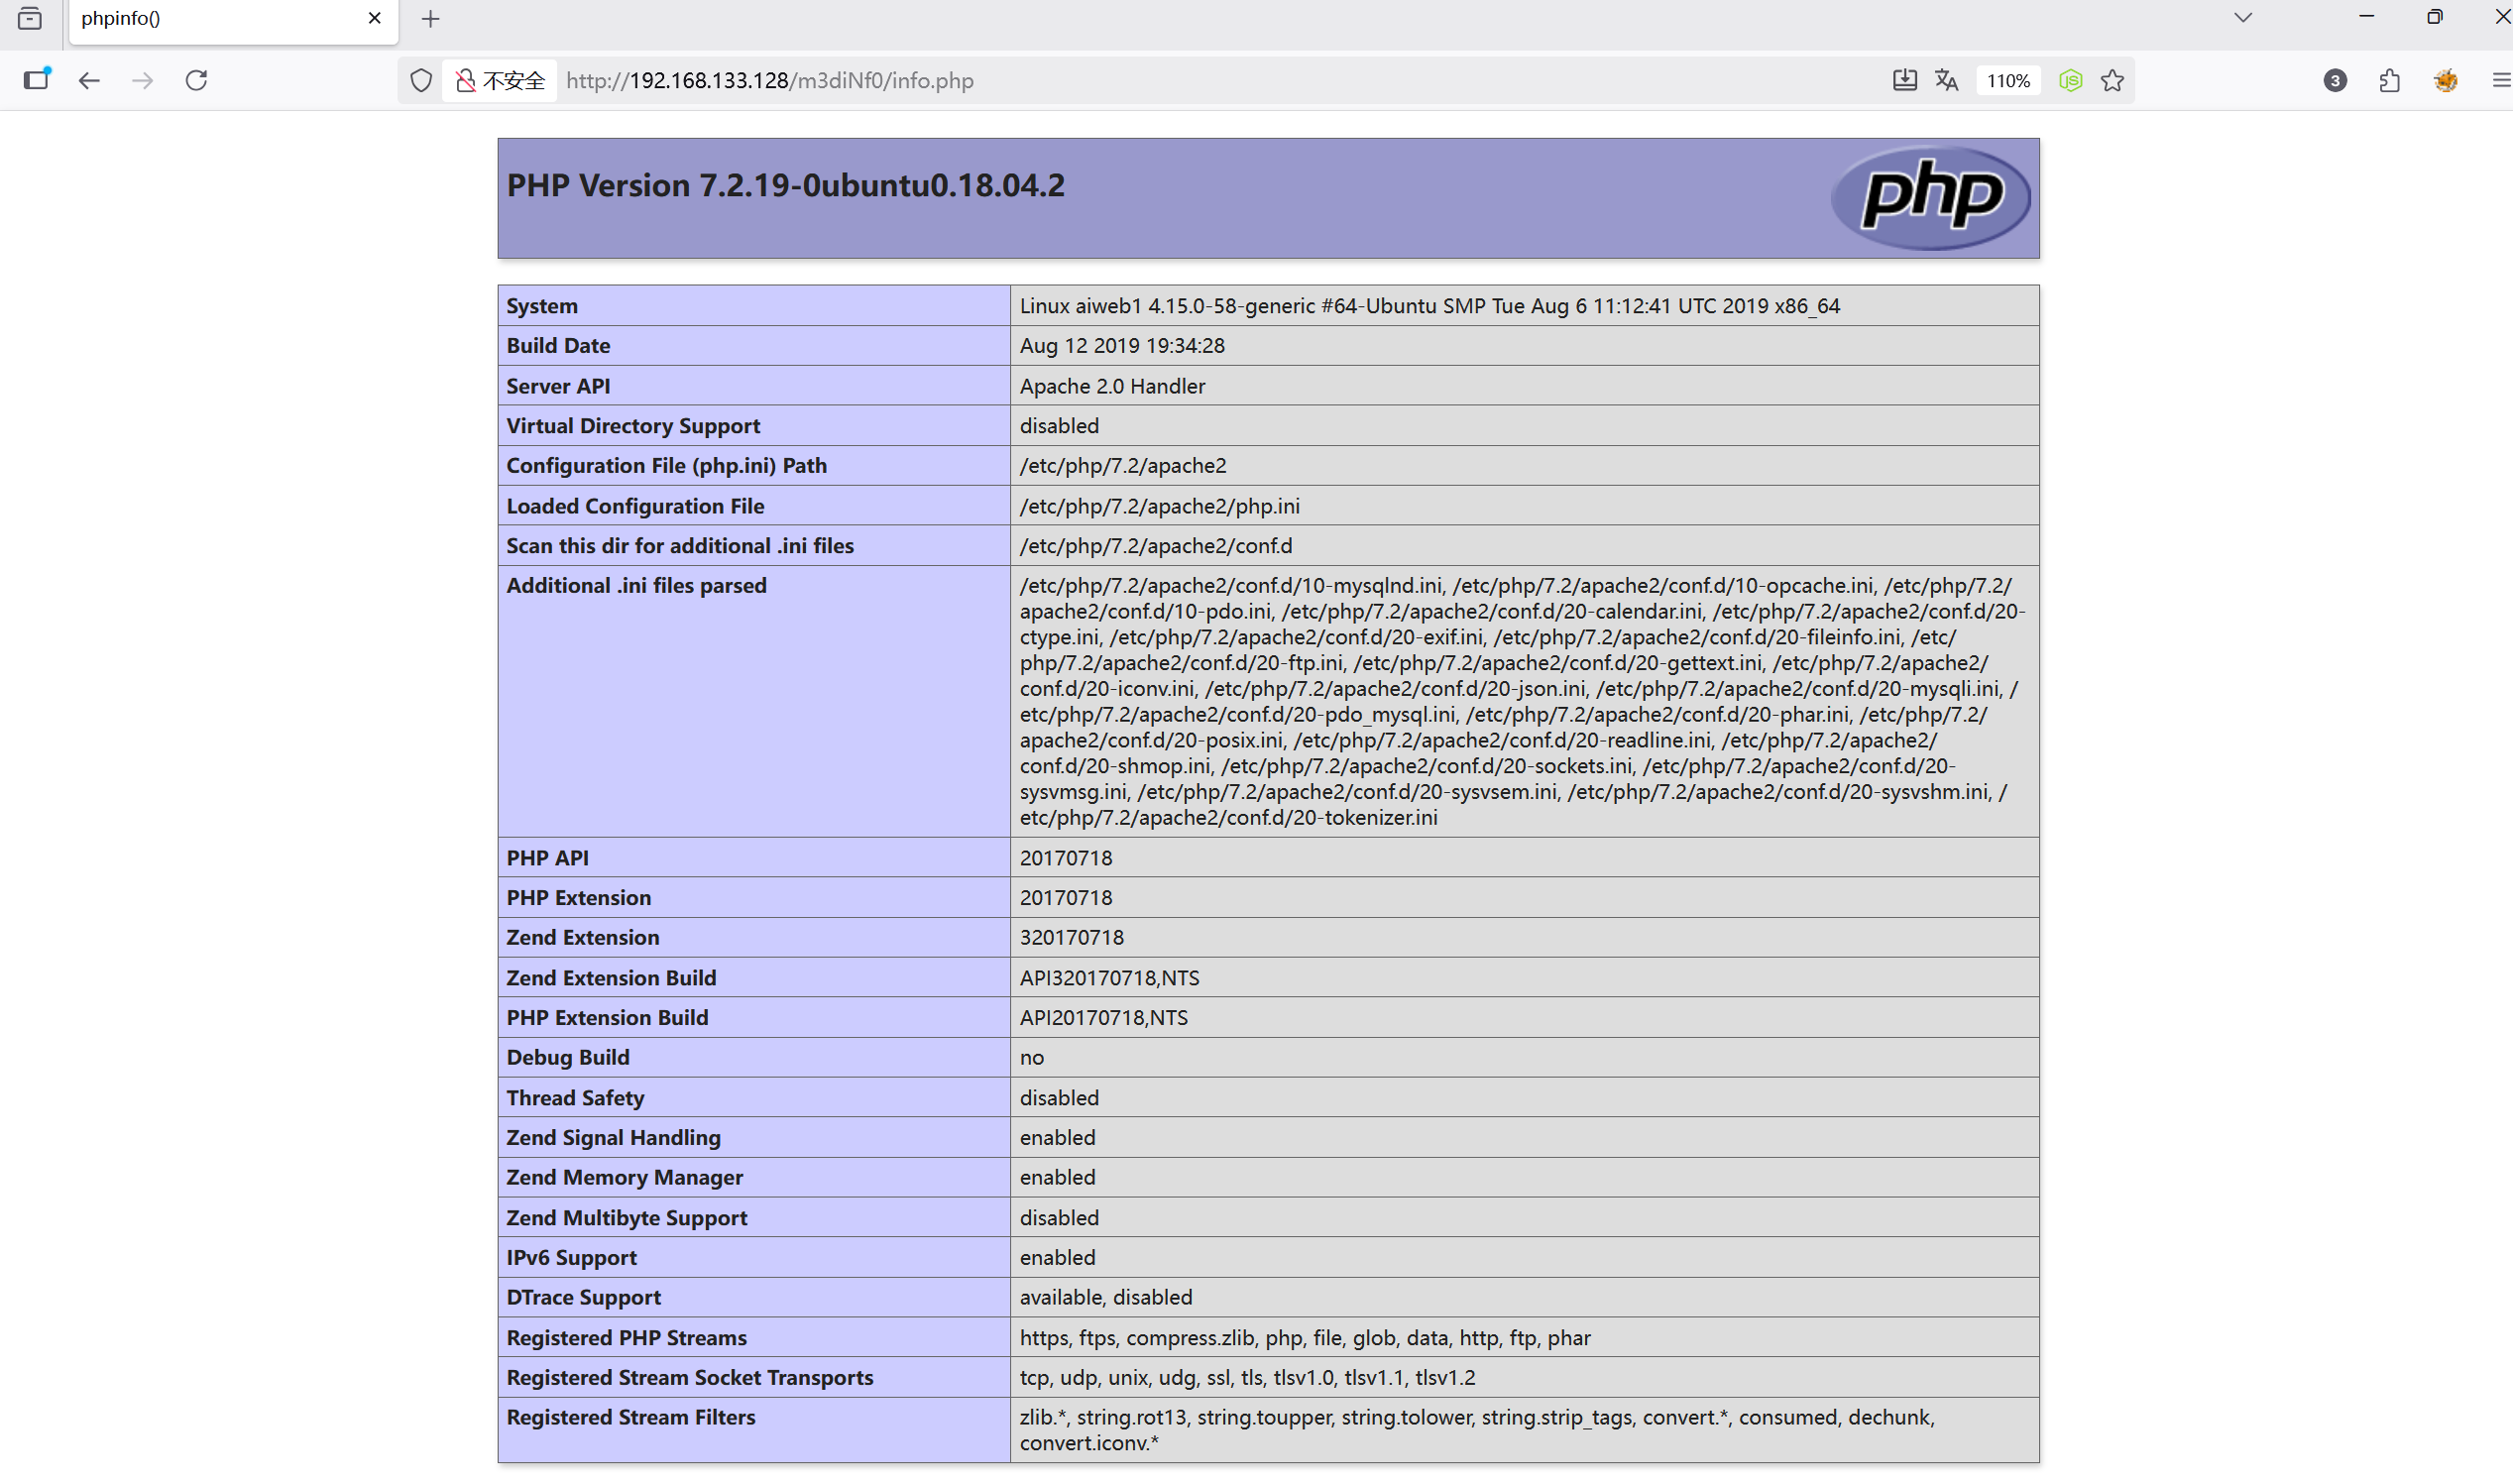 phpinfo()
不安全 http://192.168.133.128/m3diNf0/info.php 110% JS 3
PHP Version 7.2.19-0ubuntu0.18.04.2 php
System Linux aiweb1 4.15.0-58-generic #64-Ubuntu SMP Tue Aug 6 11:12:41 UTC 2019 x86_64
Build Date Aug 12 2019 19:34:28
Server API Apache 2.0 Handler
Virtual Directory Support disabled
Configuration File (php.ini) Path /etc/php/7.2/apache2
Loaded Configuration File /etc/php/7.2/apache2/php.ini
Scan this dir for additional .ini files /etc/php/7.2/apache2/conf.d
Additional .ini files parsed /etc/php/7.2/apache2/conf.d/10-mysqlnd.ini, /etc/php/7.2/apache2/conf.d/10-opcache.ini, /etc/php/7.2/
apache2/conf.d/10-pdo.ini, /etc/php/7.2/apache2/conf.d/20-calendar.ini, /etc/php/7.2/apache2/conf.d/20-
ctype.ini, /etc/php/7.2/apache2/conf.d/20-exif.ini, /etc/php/7.2/apache2/conf.d/20-fileinfo.ini, /etc/
php/7.2/apache2/conf.d/20-ftp.ini, /etc/php/7.2/apache2/conf.d/20-gettext.ini, /etc/php/7.2/apache2/
conf.d/20-iconv.ini, /etc/php/7.2/apache2/conf.d/20-json.ini, /etc/php/7.2/apache2/conf.d/20-mysqli.ini, /
etc/php/7.2/apache2/conf.d/20-pdo_mysql.ini, /etc/php/7.2/apache2/conf.d/20-phar.ini, /etc/php/7.2/
apache2/conf.d/20-posix.ini, /etc/php/7.2/apache2/conf.d/20-readline.ini, /etc/php/7.2/apache2/
conf.d/20-shmop.ini, /etc/php/7.2/apache2/conf.d/20-sockets.ini, /etc/php/7.2/apache2/conf.d/20-
sysvmsg.ini, /etc/php/7.2/apache2/conf.d/20-sysvsem.ini, /etc/php/7.2/apache2/conf.d/20-sysvshm.ini, /
etc/php/7.2/apache2/conf.d/20-tokenizer.ini
PHP API 20170718
PHP Extension 20170718
Zend Extension 320170718
Zend Extension Build API320170718,NTS
PHP Extension Build API20170718,NTS
Debug Build no
Thread Safety disabled
Zend Signal Handling enabled
Zend Memory Manager enabled
Zend Multibyte Support disabled
IPv6 Support enabled
DTrace Support available, disabled
Registered PHP Streams https, ftps, compress.zlib, php, file, glob, data, http, ftp, phar
Registered Stream Socket Transports tcp, udp, unix, udg, ssl, tls, tlsv1.0, tlsv1.1, tlsv1.2
Registered Stream Filters zlib.*, string.rot13, string.toupper, string.tolower, string.strip_tags, convert.*, consumed, dechunk,
convert.iconv.*